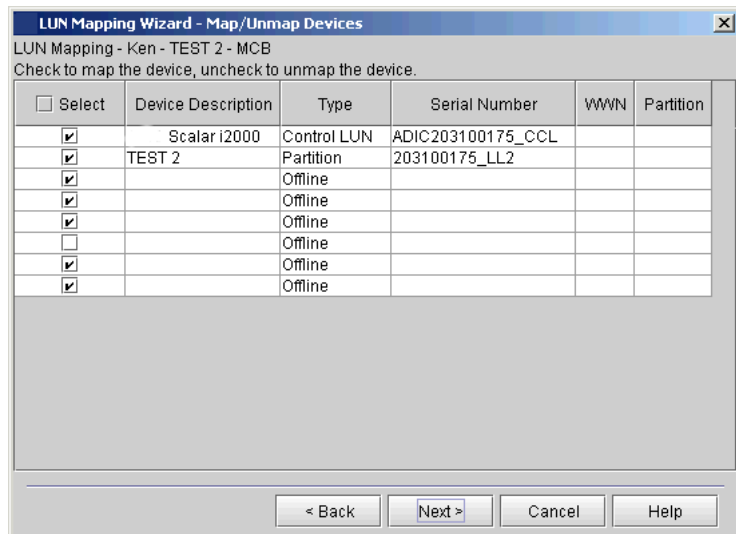 LUN Mapping Wizard - Map/Unmap Devices
LUN Mapping - Ken - TEST 2 - MCB
Check to map the device, uncheck to unmap the device.
Select Device Description Type Serial Number WWN Partition
Scalar i2000 Control LUN ADIC203100175_CCL
TEST 2 Partition 203100175_LL2
Offline
Offline
Offline
Offline
Offline
Offline
< Back Next > Cancel Help